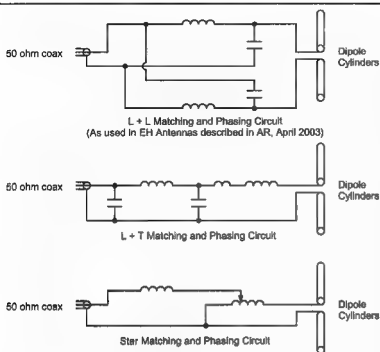 50 ohm coax
Dipole
Cylinders
L + L Matching and Phasing Circuit
(As used in EH Antennas described in AR, April 2003)
50 ohm coax
Dipole
Cylinders
L + T Matching and Phasing Circuit
50 ohm coax
Dipole
Cylinders
Star Matching and Phasing Circuit